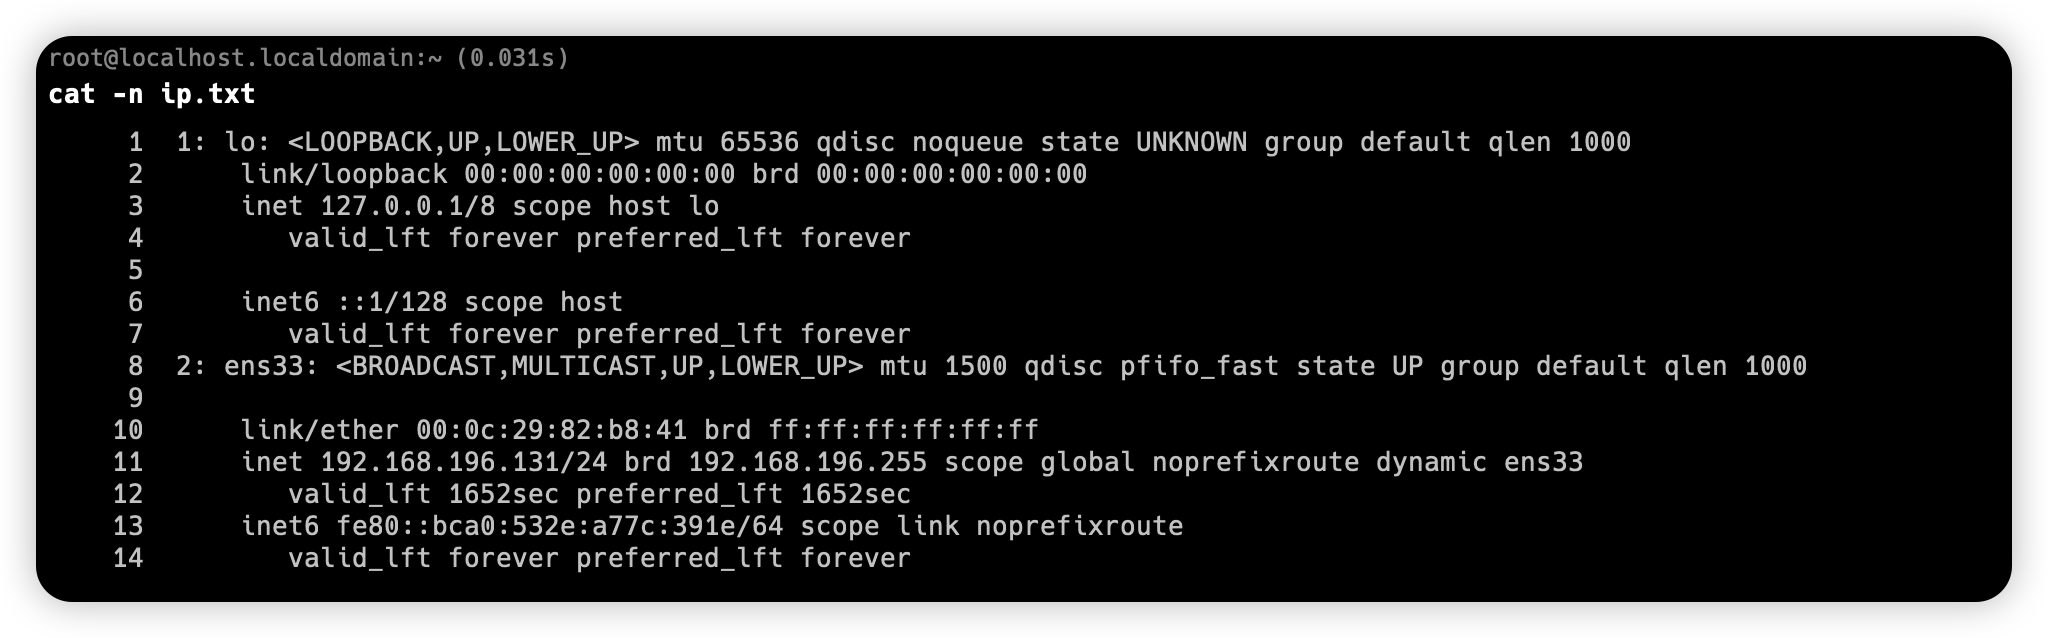 root@localhost.localdomain:~ (0.031s)
cat -n ip.txt
     1  1: lo: <LOOPBACK,UP,LOWER_UP> mtu 65536 qdisc noqueue state UNKNOWN group default qlen 1000
     2      link/loopback 00:00:00:00:00:00 brd 00:00:00:00:00:00
     3      inet 127.0.0.1/8 scope host lo
     4         valid_lft forever preferred_lft forever
     5
     6      inet6 ::1/128 scope host
     7         valid_lft forever preferred_lft forever
     8  2: ens33: <BROADCAST,MULTICAST,UP,LOWER_UP> mtu 1500 qdisc pfifo_fast state UP group default qlen 1000
     9
    10      link/ether 00:0c:29:82:b8:41 brd ff:ff:ff:ff:ff:ff
    11      inet 192.168.196.131/24 brd 192.168.196.255 scope global noprefixroute dynamic ens33
    12         valid_lft 1652sec preferred_lft 1652sec
    13      inet6 fe80::bca0:532e:a77c:391e/64 scope link noprefixroute
    14         valid_lft forever preferred_lft forever